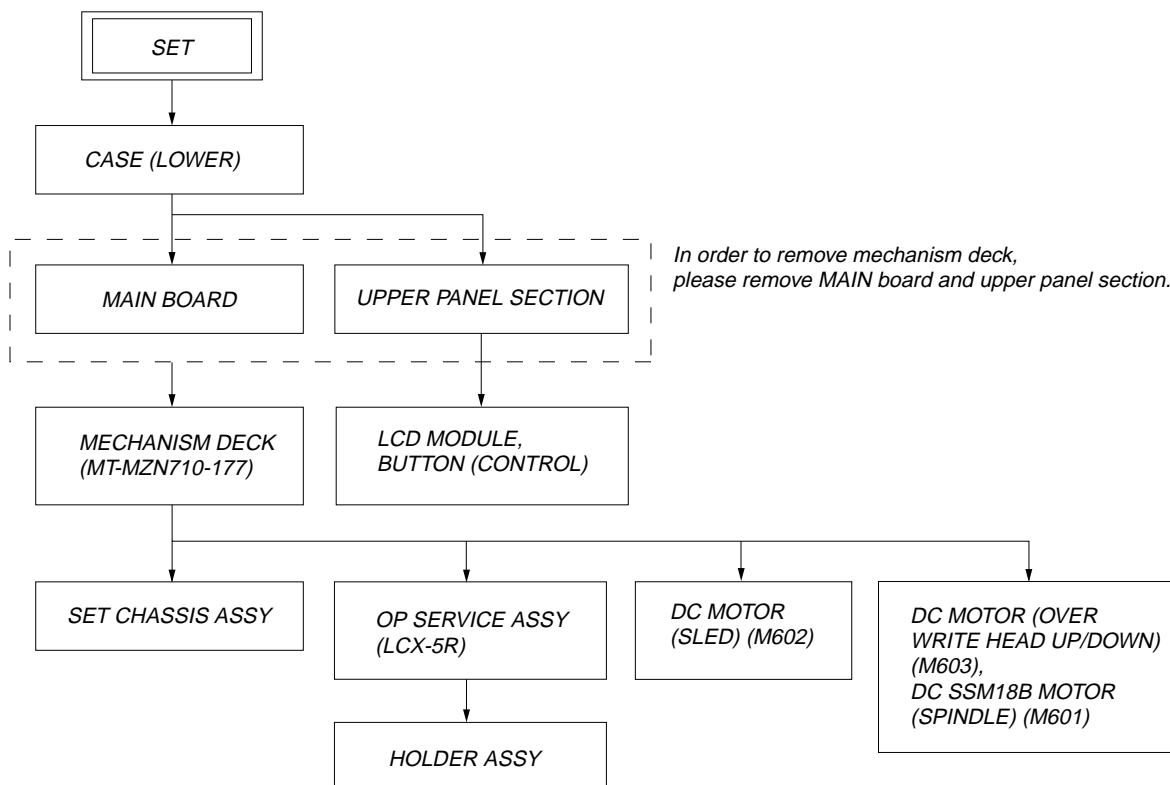 SET
CASE (LOWER)
MAIN BOARD
UPPER PANEL SECTION
In order to remove mechanism deck,
please remove MAIN board and upper panel section.
MECHANISM DECK
(MT-MZN710-177)
LCD MODULE,
BUTTON (CONTROL)
SET CHASSIS ASSY
OP SERVICE ASSY
(LCX-5R)
DC MOTOR
(SLED) (M602)
DC MOTOR (OVER
WRITE HEAD UP/DOWN)
(M603),
DC SSM18B MOTOR
(SPINDLE) (M601)
HOLDER ASSY